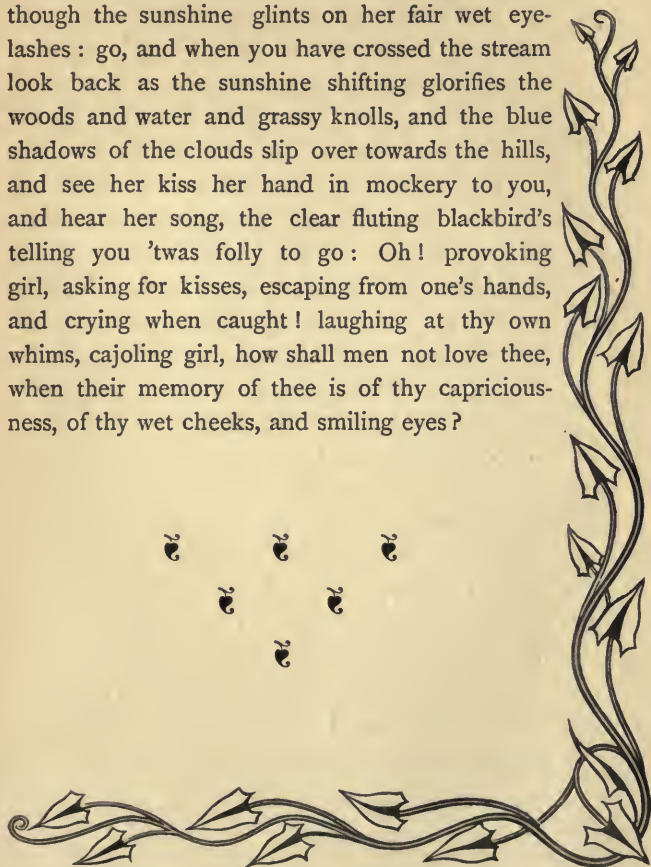 though the sunshine glints on her fair wet eye-
lashes : go, and when you have crossed the stream
look back as the sunshine shifting glorifies the
woods and water and grassy knolls, and the blue
shadows of the clouds slip over towards the hills,
and see her kiss her hand in mockery to you,
and hear her song, the clear fluting blackbird's
telling you 'twas folly to go : Oh ! provoking
girl, asking for kisses, escaping from one's hands,
and crying when caught ! laughing at thy own
whims, cajoling girl, how shall men not love thee,
when their memory of thee is of thy capricious-
ness, of thy wet cheeks, and smiling eyes ?